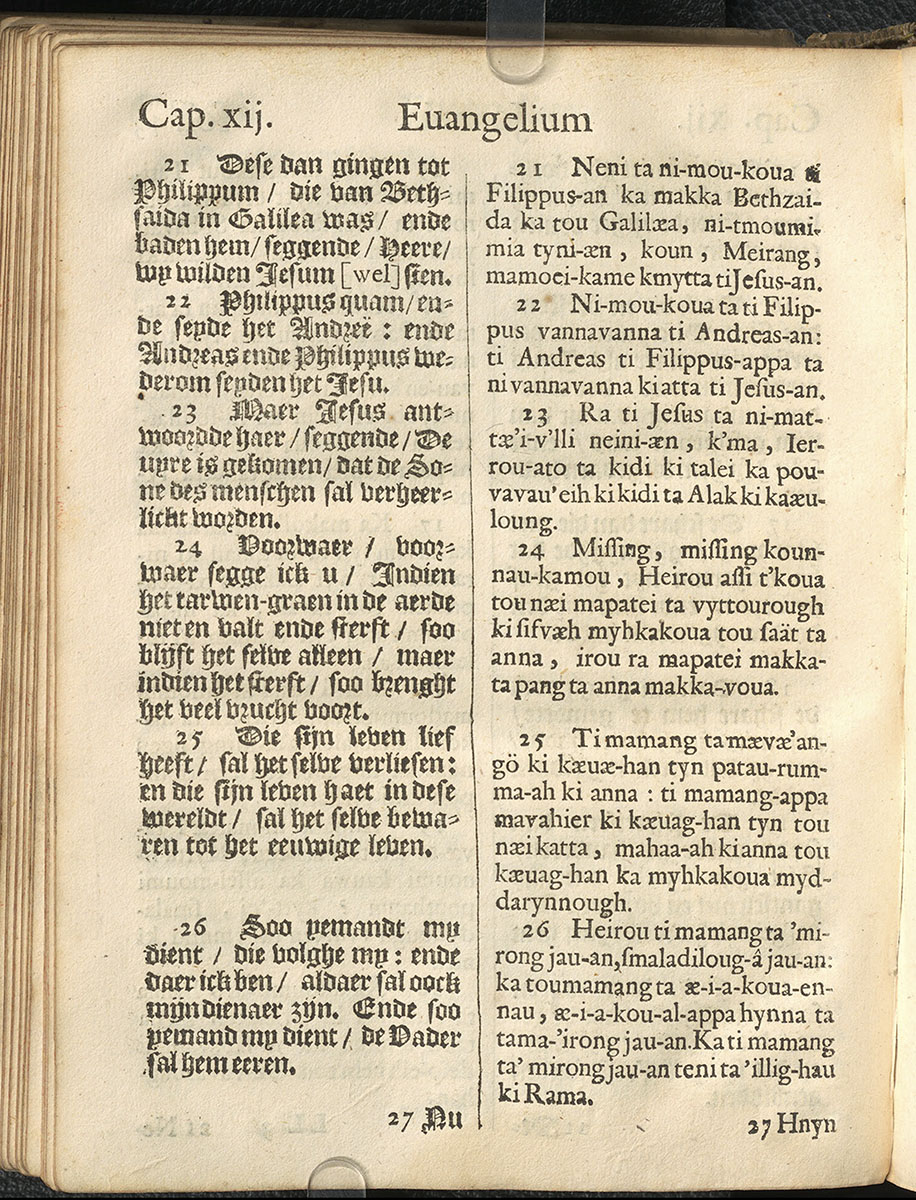 Cap. xij.
Euangelium
21 Dese dan gingen tot
Philippum / die van Beth-
saida in Galilea was / ende
baden hem / seggende / Heere /
wy wilden Jesum [wel] sien.
22 Philippus quam / en-
de seyde het Andreë : ende
Andreas ende Philippus we-
derom seyden het Jesu.
23 Maer Jesus ant-
woordde haer / seggende / De
uyre is gekomen / dat de So-
ne des menschen sal verheer-
lickt worden.
24 Voorwaer / voor-
waer segge ick u / Indien
het tarwen-graen in de aerde
niet en valt ende sterft / soo
blijft het selve alleen / maer
indien het sterft / soo brenght
het veel vrucht voort.
25 Die sijn leven lief
heeft / sal het selve verliesen :
en die sijn leven haet in dese
wereldt / sal het selve bewa-
ren tot het eeuwige leven.
26 Soo yemandt my
dient / die volghe my : ende
daer ick ben / aldaer sal oock
mijn dienaer zijn. Ende soo
yemand my dient / de Vader
sal hem eeren.
27 Nu
21 Neni ta ni-mou-koua
Filippus-an ka makka Bethzai-
da ka tou Galilæa, ni-tmoumi-
mia tyni-æn, koun, Meirang,
mamoei-kame kmytta ti Jeſus-an.
22 Ni-mou-koua ta ti Filip-
pus vannavanna ti Andreas-an:
ti Andreas ti Filippus-appa ta
ni vannavanna kiatta ti Jeſus-an.
23 Ra ti Jeſus ta ni-mat-
tæ'i-v'lli neini-æn, k'ma, Ier-
rou-ato ta kidi ki talei ka pou-
vavau'eih ki kidi ta Alak ki kaæu-
loung.
24 Miſſing, miſſing koun-
nau-kamou, Heirou aſſi t'koua
tou næi mapatei ta vyttourough
ki ſifvæh myhkakoua tou ſaät ta
anna, irou ra mapatei makka-
ta pang ta anna makka-voua.
25 Ti mamang ta mævæ'an-
gö ki kæuæ-han tyn patau-rum-
ma-ah ki anna : ti mamang-appa
mavahier ki kæuag-han tyn tou
næi katta, mahaa-ah ki anna tou
kæuag-han ka myhkakoua myd-
darynnough.
26 Heirou ti mamang ta 'mi-
rong jau-an, ſmaladiloug-â jau-an:
ka tou mamang ta æ-i-a-koua-en-
nau, æ-i-a-kou-al-appa hynna ta
tama-'irong jau-an. Ka ti mamang
ta' mirong jau-an teni ta 'illig-hau
ki Rama.
27 Hnyn